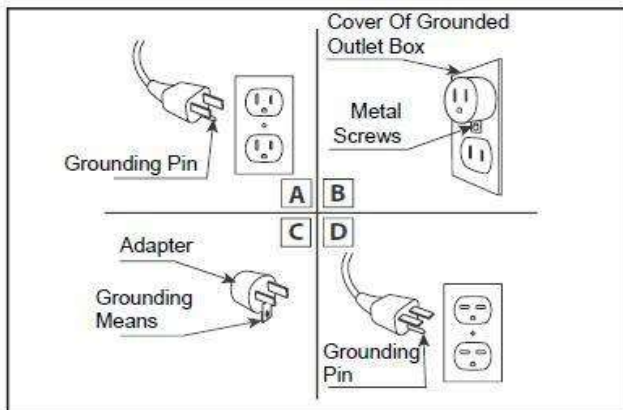 Cover Of Grounded
Outlet Box
Metal
Screws
Grounding Pin
A
B
C
D
Adapter
Grounding
Means
Grounding
Pin